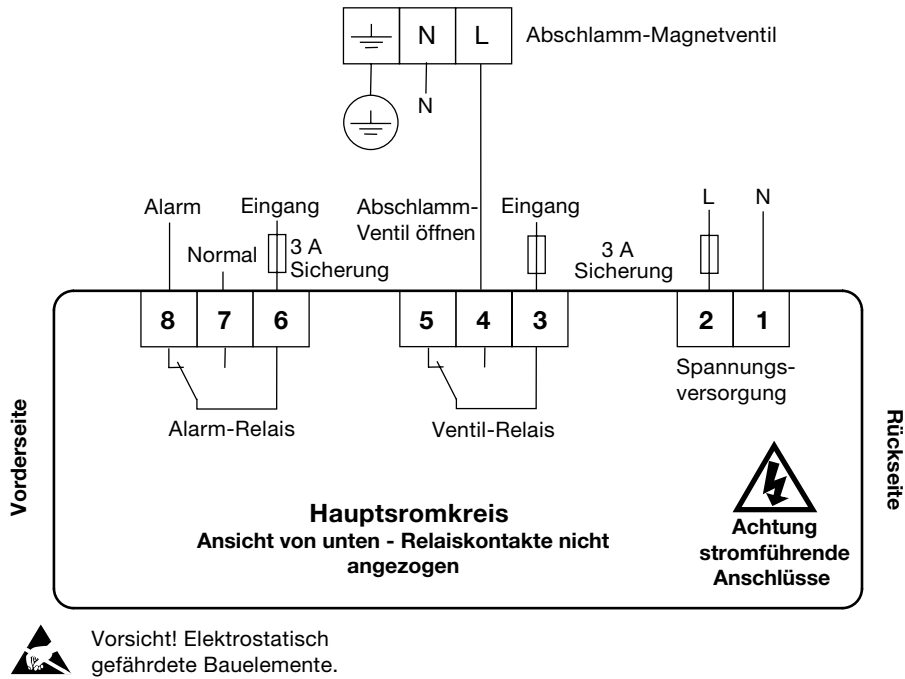 N L Abschlamm-Magnetventil
N
Alarm Eingang Abschlamm- Eingang L N
Ventil öffnen
Normal 3 A 3 A
Sicherung Sicherung
8 7 6 5 4 3 2 1
Spannungs-
versorgung
Alarm-Relais Ventil-Relais
Vorderseite
Rückseite
Hauptsromkreis
Ansicht von unten - Relaiskontakte nicht
angezogen
Achtung
stromführende
Anschlüsse
Vorsicht! Elektrostatisch
gefährdete Bauelemente.